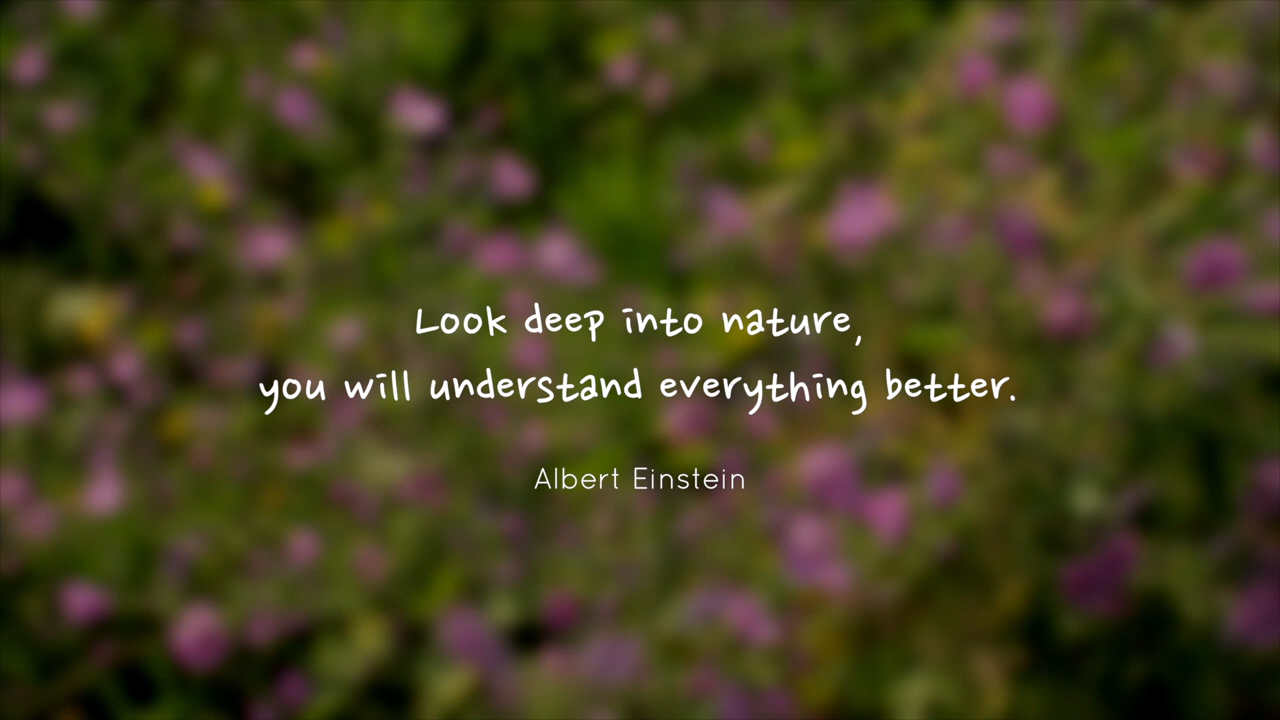 Look deep into nature,
you will understand everything better.
Albert Einstein